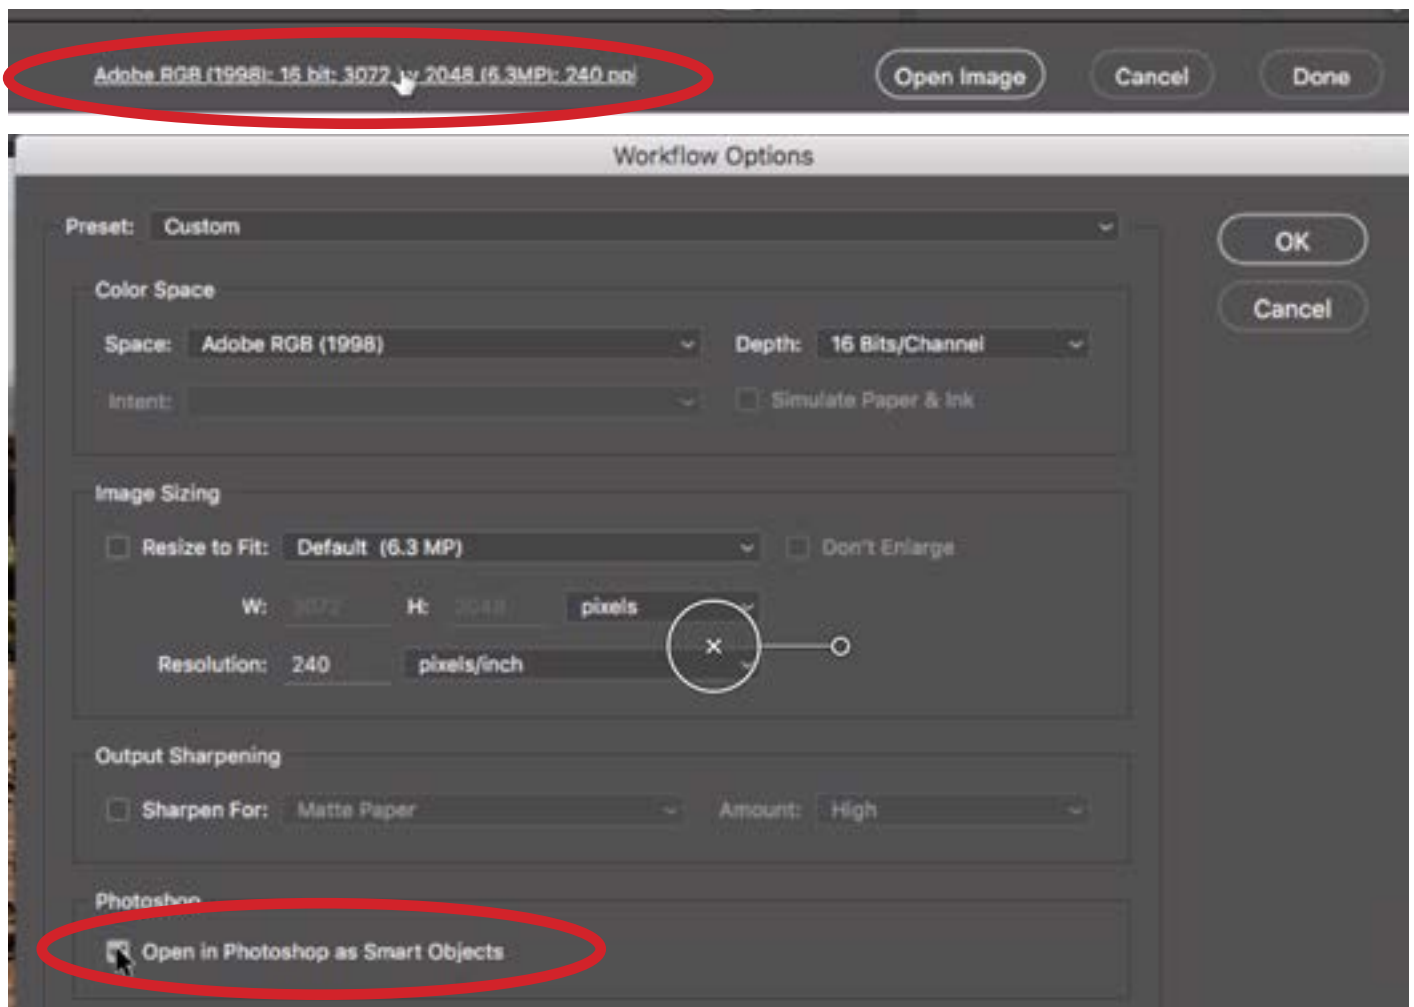 Adobe RGB (1998); 16 bit; 3072 by 2048 (6.3MP); 240 ppi
Open Image
Cancel
Done
Workflow Options
Preset: Custom
OK
Cancel
Color Space
Space: Adobe RGB (1998)
Depth: 16 Bits/Channel
Intent:
Simulate Paper & Ink
Image Sizing
Resize to Fit: Default (6.3 MP)
Don't Enlarge
W: 3072 H: 2048 pixels
Resolution: 240 pixels/inch
Output Sharpening
Sharpen For: Matte Paper
Amount: High
Photoshop
Open in Photoshop as Smart Objects